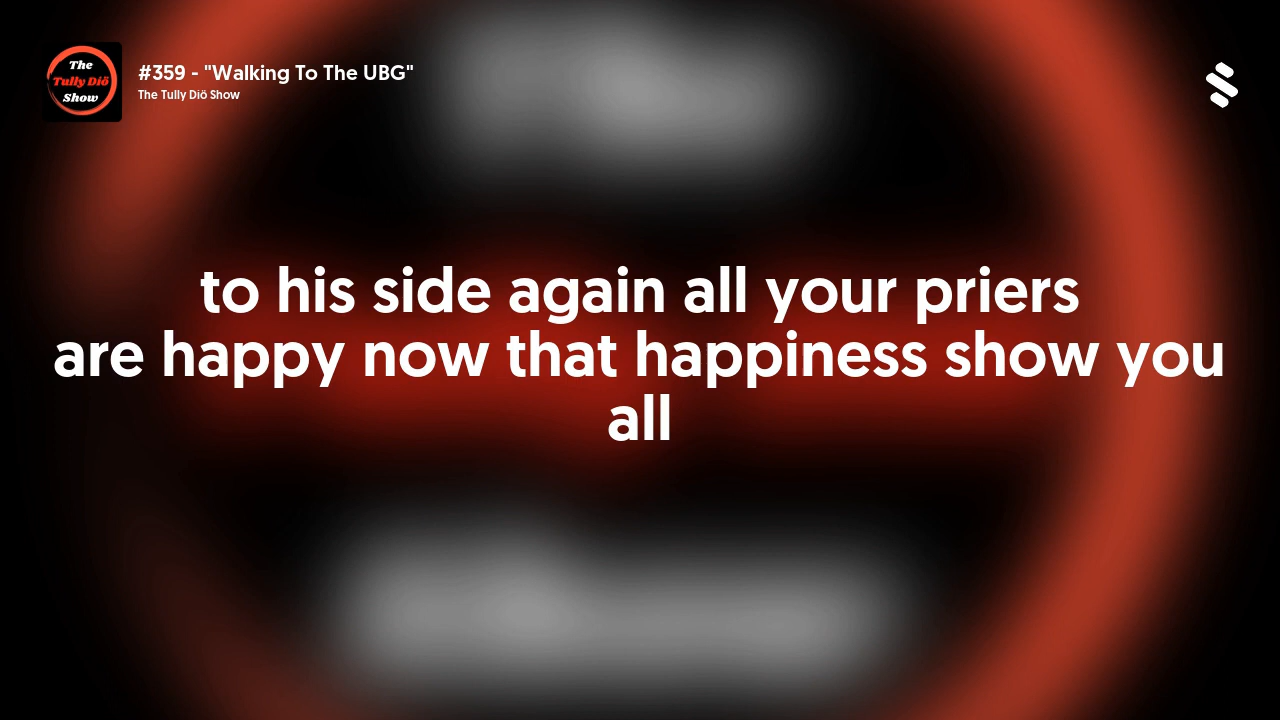 The
Tully Diö
Show
#359 - "Walking To The UBG"
The Tully Diö Show
to his side again all your priers
are happy now that happiness show you
all